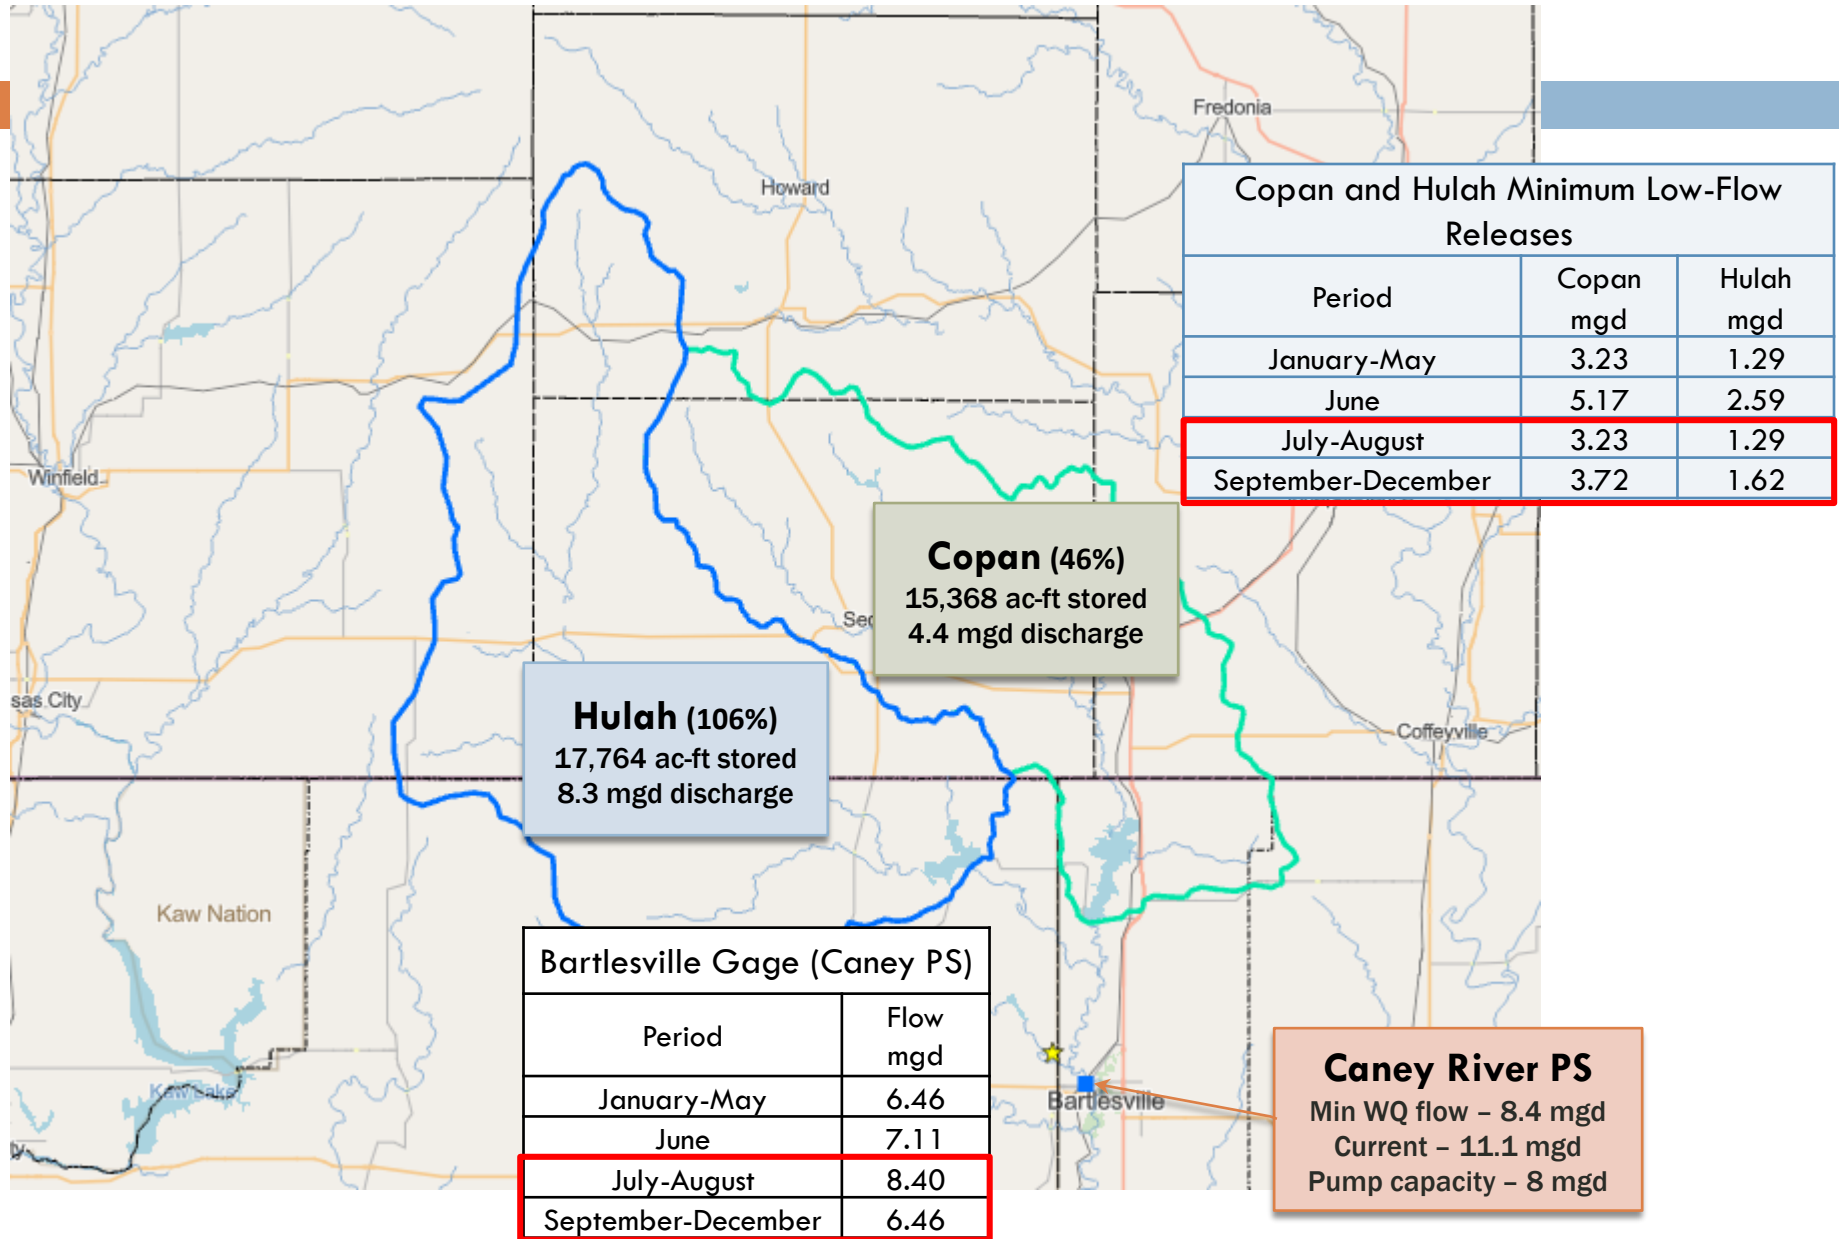 Fredonia
Howard
Copan and Hulah Minimum Low-Flow
Releases
Period
Copan
mgd
Hulah
mgd
January-May 3.23 1.29
June 5.17 2.59
July-August 3.23 1.29
September-December 3.72 1.62
Winfield
Copan (46%)
15,368 ac-ft stored
4.4 mgd discharge
Sed
sas City
Hulah (106%)
17,764 ac-ft stored
8.3 mgd discharge
Coffeyville
Kaw Nation
Kaw Lake
Bartlesville Gage (Caney PS)
Period
Flow
mgd
January-May 6.46
June 7.11
July-August 8.40
September-December 6.46
Bartlesville
Caney River PS
Min WQ flow – 8.4 mgd
Current – 11.1 mgd
Pump capacity – 8 mgd